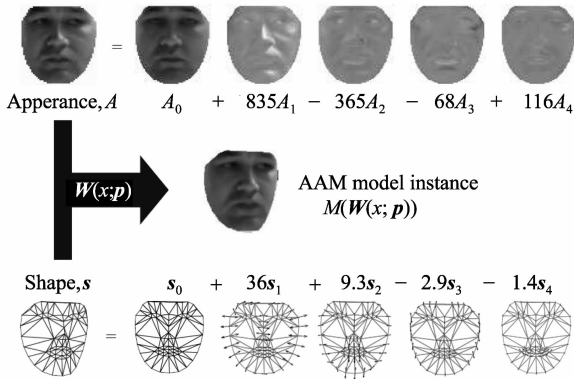 =
Apperance, A A₀ + 835A₁ − 365A₂ − 68A₃ + 116A₄
W(x;p)
AAM model instance
M(W(x; p))
Shape, s s₀ + 36s₁ + 9.3s₂ − 2.9s₃ − 1.4s₄
=